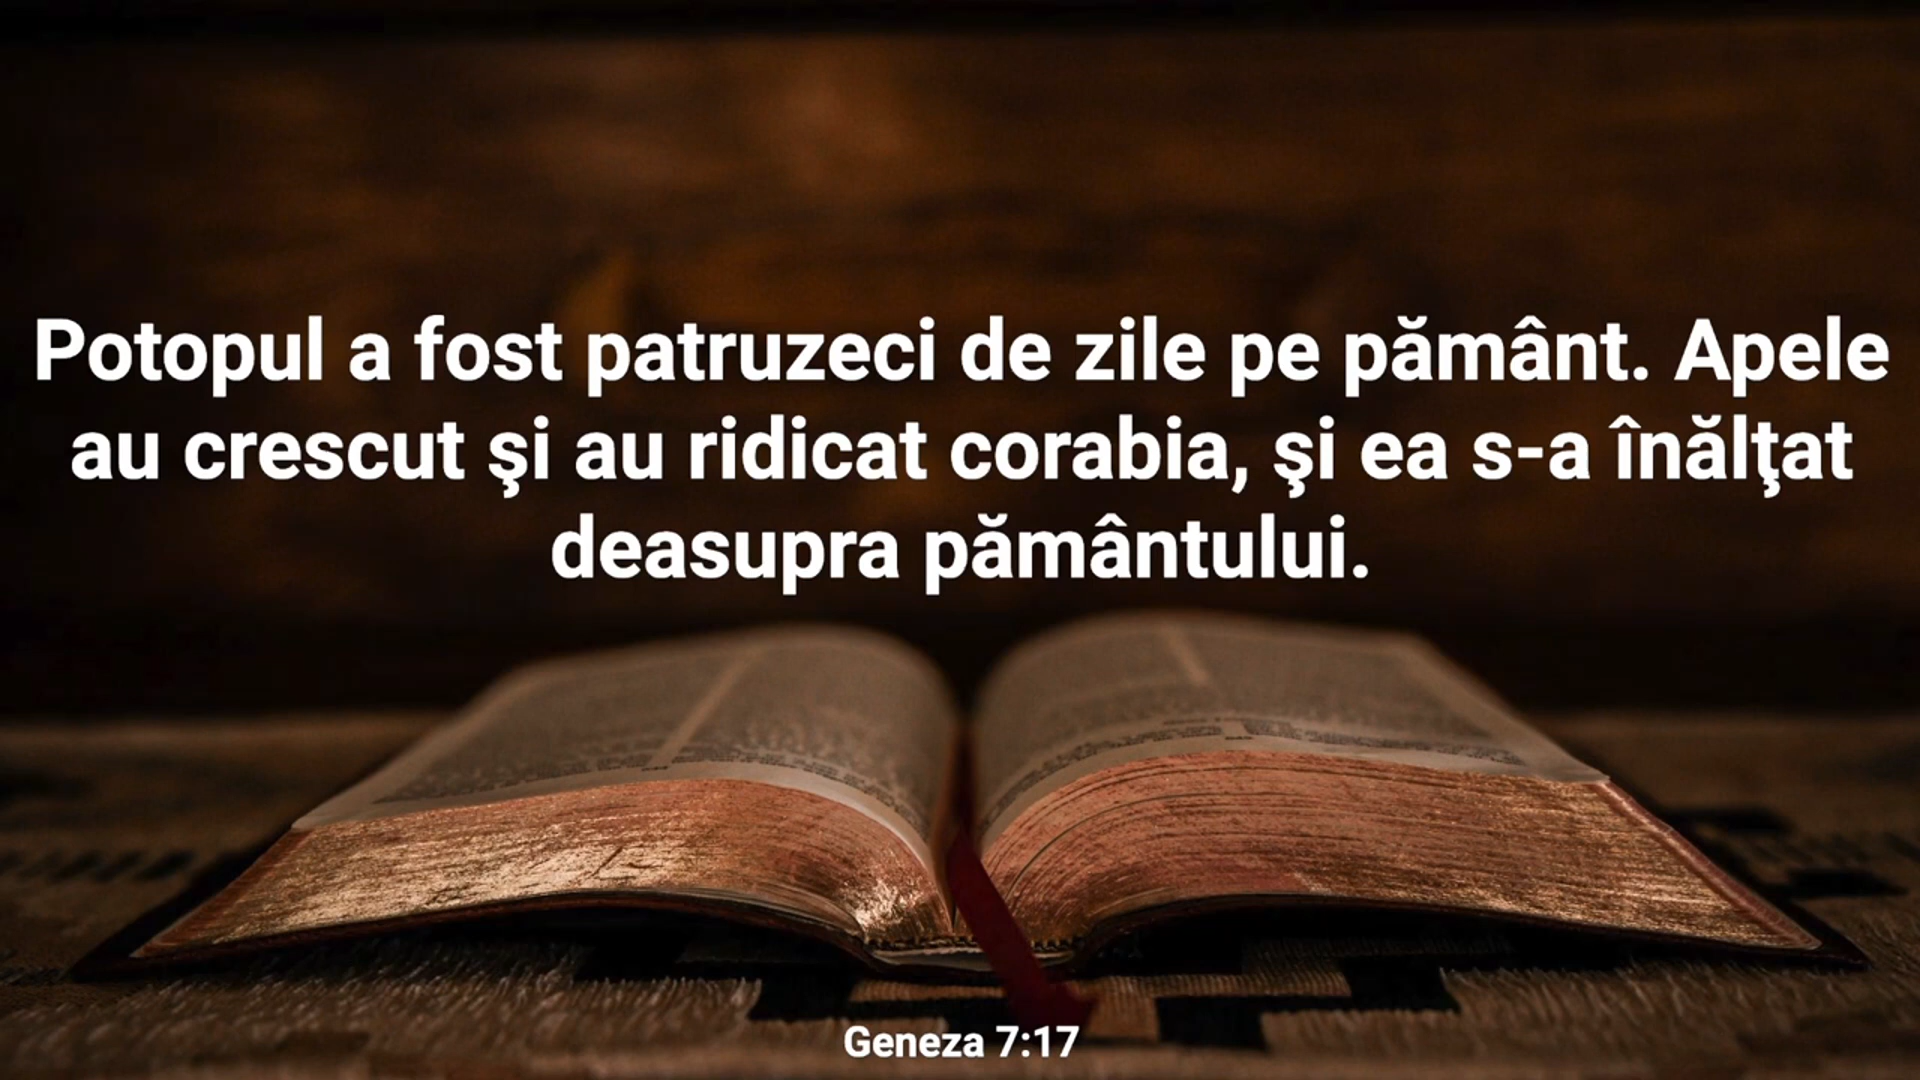 Potopul a fost patruzeci de zile pe pământ. Apele
au crescut şi au ridicat corabia, şi ea s-a înălţat
deasupra pământului.
Geneza 7:17